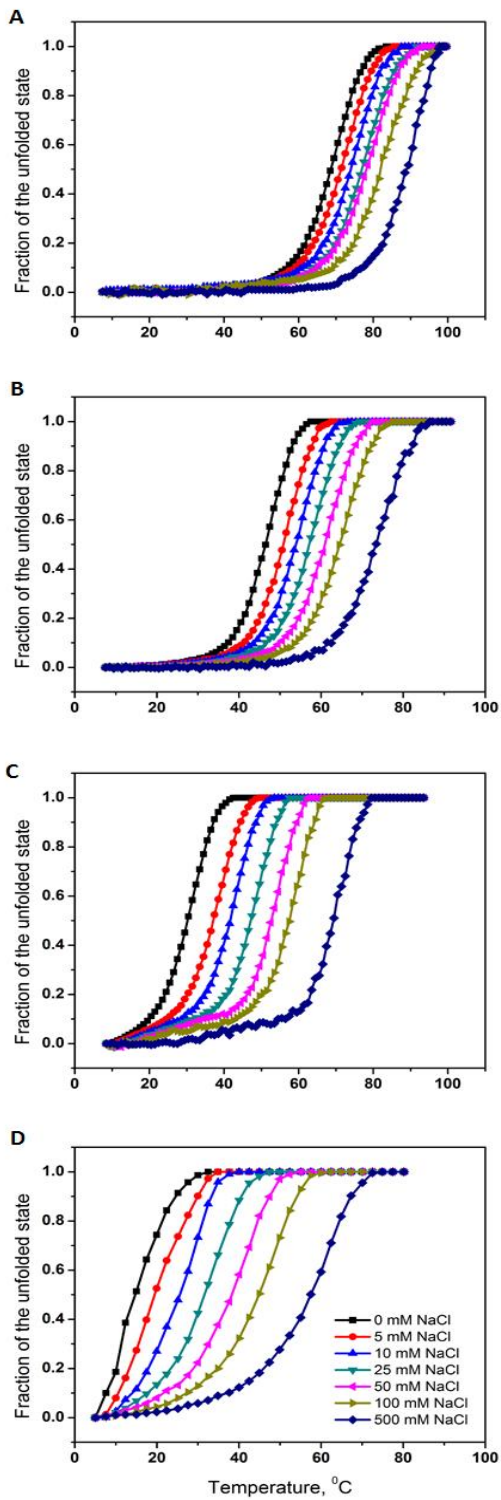 A
Fraction of the unfolded state
1.0
0.8
0.6
0.4
0.2
0.0
20 40 60 80 100
B
Fraction of the unfolded state
1.0
0.8
0.6
0.4
0.2
0.0
20 40 60 80 100
C
Fraction of the unfolded state
1.0
0.8
0.6
0.4
0.2
0.0
20 40 60 80 100
D
Fraction of the unfolded state
1.0
0.8
0.6
0.4
0.2
0.0
0 mM NaCl
5 mM NaCl
10 mM NaCl
25 mM NaCl
50 mM NaCl
100 mM NaCl
500 mM NaCl
20 40 60 80 100
Temperature, ⁰C